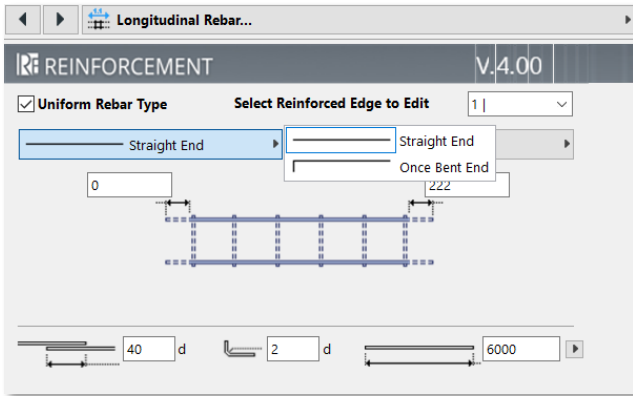 Longitudinal Rebar...
REINFORCEMENT
V.4.00
Uniform Rebar Type
Select Reinforced Edge to Edit
1 |
Straight End
Straight End
Once Bent End
0
222
40
d
2
d
6000